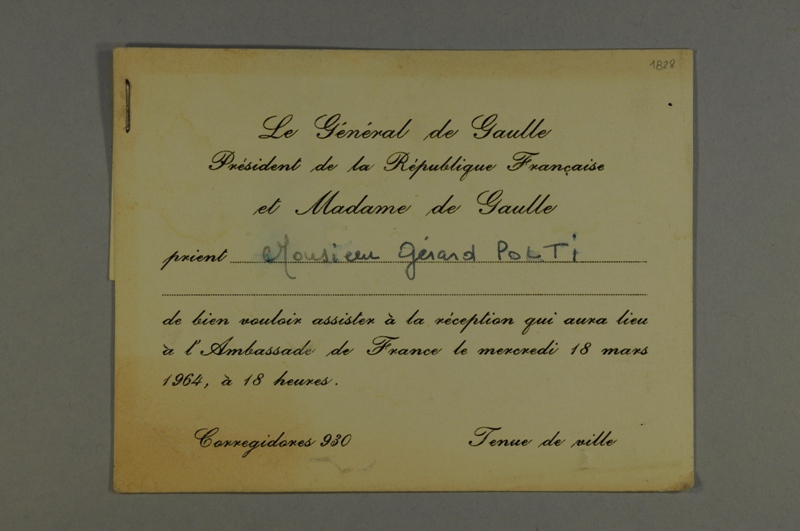 1828
Le Général de Gaulle
Président de la République Française
et Madame de Gaulle
prient Monsieur Gérard POLTi
de bien vouloir assister à la réception qui aura lieu
à l'Ambassade de France le mercredi 18 mars
1964, à 18 heures.
Corregidores 930 Tenue de ville